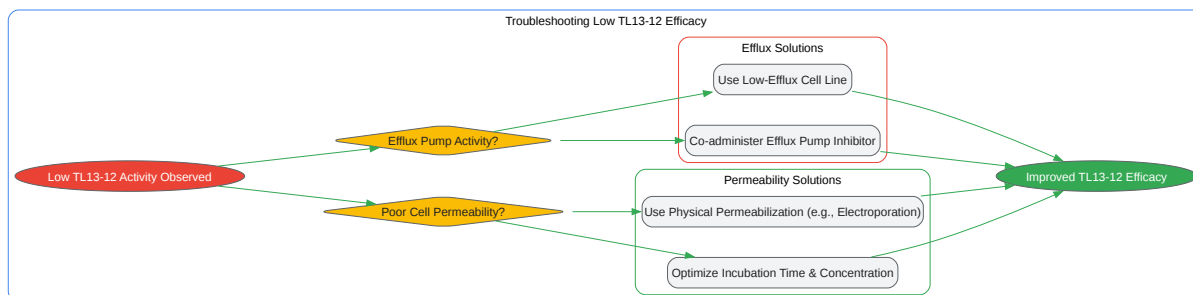 Troubleshooting Low TL13-12 Efficacy
Efflux Solutions
Use Low-Efflux Cell Line
Efflux Pump Activity?
Co-administer Efflux Pump Inhibitor
Low TL13-12 Activity Observed
Improved TL13-12 Efficacy
Permeability Solutions
Poor Cell Permeability?
Use Physical Permeabilization (e.g., Electroporation)
Optimize Incubation Time & Concentration